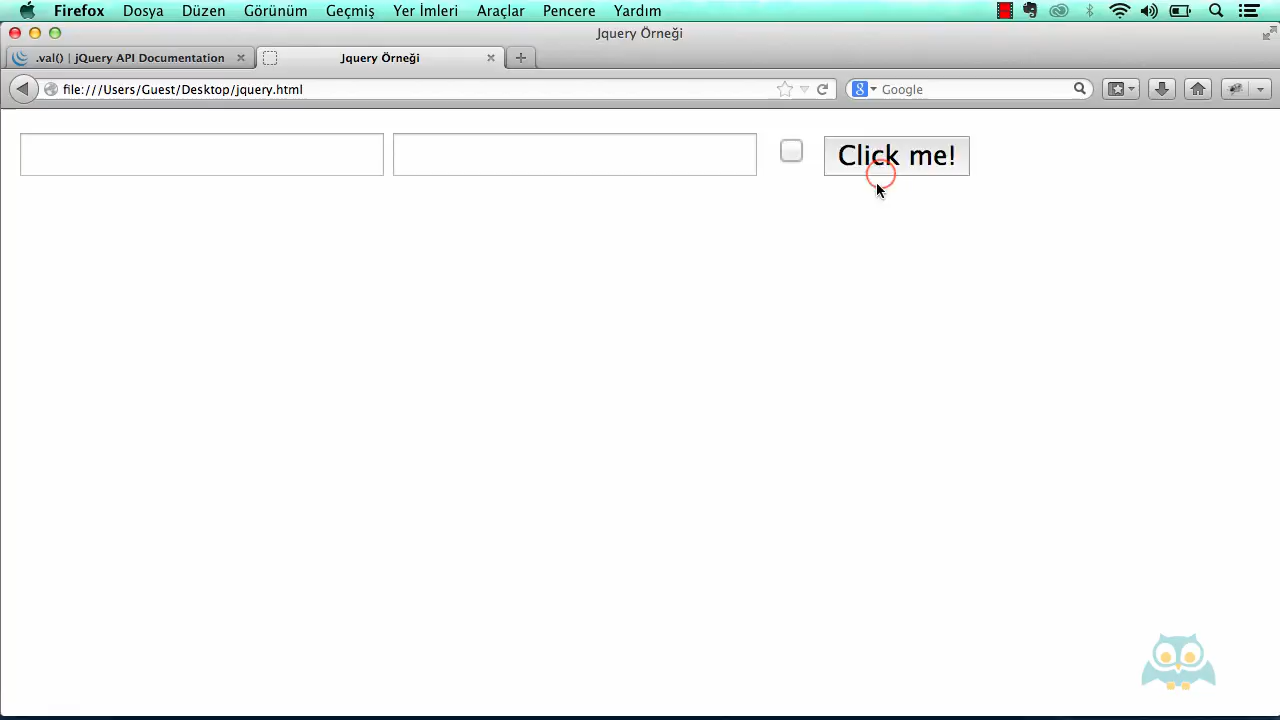 Firefox Dosya Düzen Görünüm Geçmiş Yer İmleri Araçlar Pencere Yardım
Jquery Örneği
.val() | jQuery API Documentation Jquery Örneği
file:///Users/Gust/Desktop/jquery.html Google
Click me!